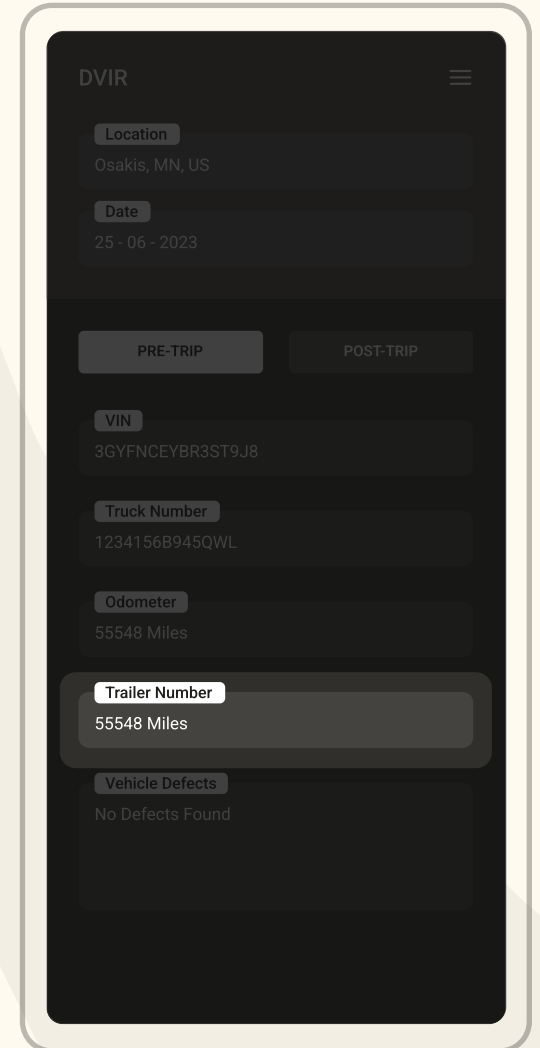 DVIR
Location
Osakis, MN, US
Date
25 - 06 - 2023
PRE-TRIP
POST-TRIP
VIN
3GYFNCEYBR3ST9J8
Truck Number
1234156B945QWL
Odometer
55548 Miles
Trailer Number
55548 Miles
Vehicle Defects
No Defects Found